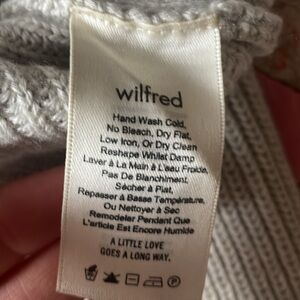 wilfred
Hand Wash Cold,
No Bleach, Dry Flat,
Low Iron, Or Dry Clean
Reshape Whilst Damp
Laver À La Main À L'eau Froide,
Pas De Blanchiment,
Sécher à Plat,
Repasser à Basse Température,
Ou Nettoyer à Sec
Remodeler Pendant Que
L'article Est Encore Humide
A LITTLE LOVE
GOES A LONG WAY.